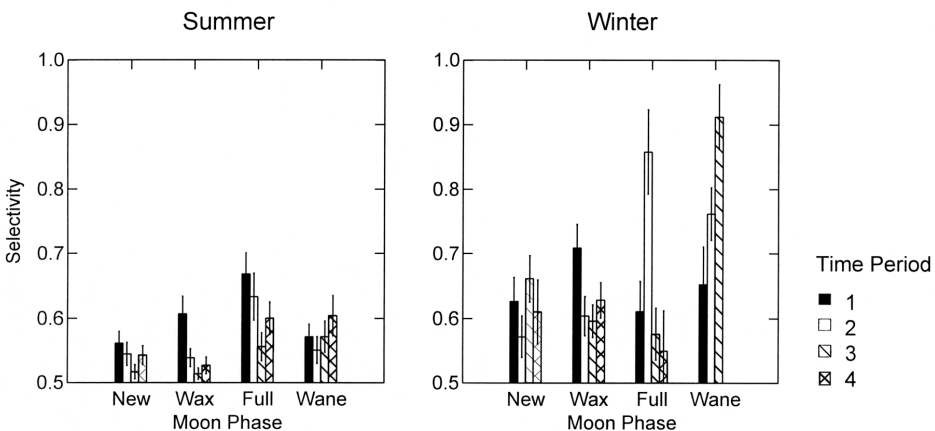 Summer
Winter
Selectivity
1.0
0.9
0.8
0.7
0.6
0.5
New Wax Full Wane
Moon Phase
1.0
0.9
0.8
0.7
0.6
0.5
New Wax Full Wane
Moon Phase
Time Period
1
2
3
4